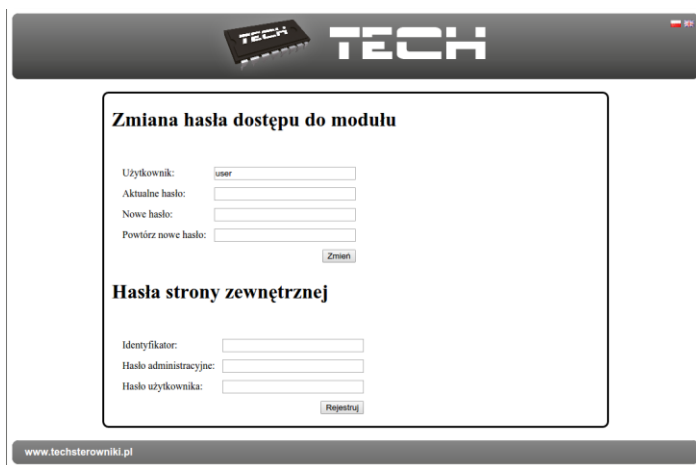 TECH
TECH
Zmiana hasła dostępu do modułu
Użytkownik: user
Aktualne hasło:
Nowe hasło:
Powtórz nowe hasło:
Zmień
Hasła strony zewnętrznej
Identyfikator:
Hasło administracyjne:
Hasło użytkownika:
Rejestruj
www.techsterowniki.pl